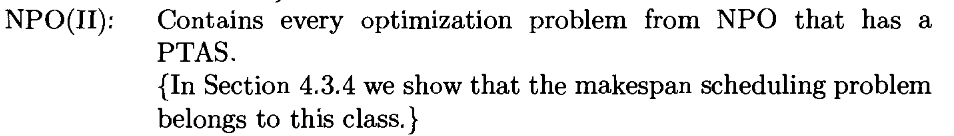 NPO(II): Contains every optimization problem from NPO that has a
PTAS.
{In Section 4.3.4 we show that the makespan scheduling problem
belongs to this class.}